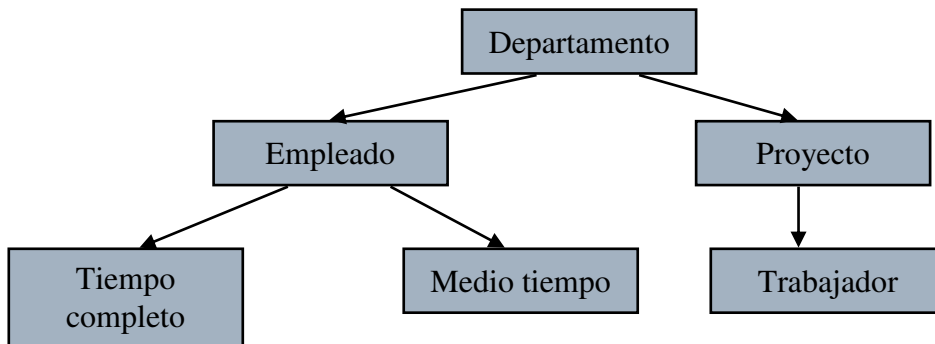 Departamento
Empleado
Proyecto
Tiempo
completo
Medio tiempo
Trabajador